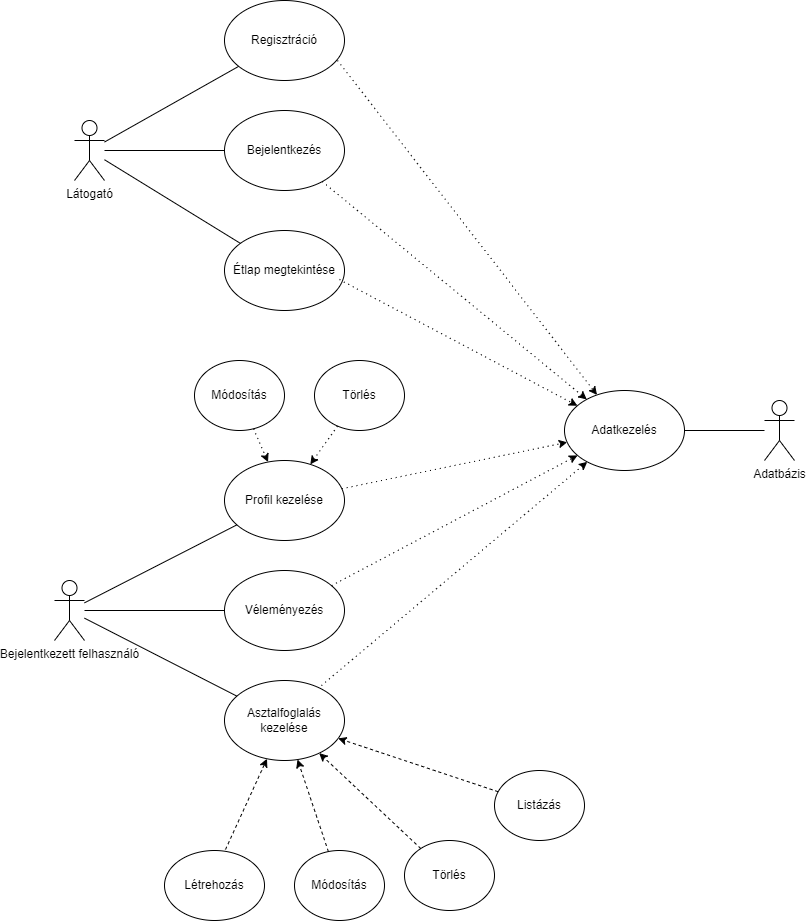 Regisztráció
Bejelentkezés
Látogató
Étlap megtekintése
Módosítás
Törlés
Adatkezelés
Adatbázis
Profil kezelése
Véleményezés
Bejelentkezett felhasználó
Asztalfoglalás
kezelése
Listázás
Létrehozás
Módosítás
Törlés